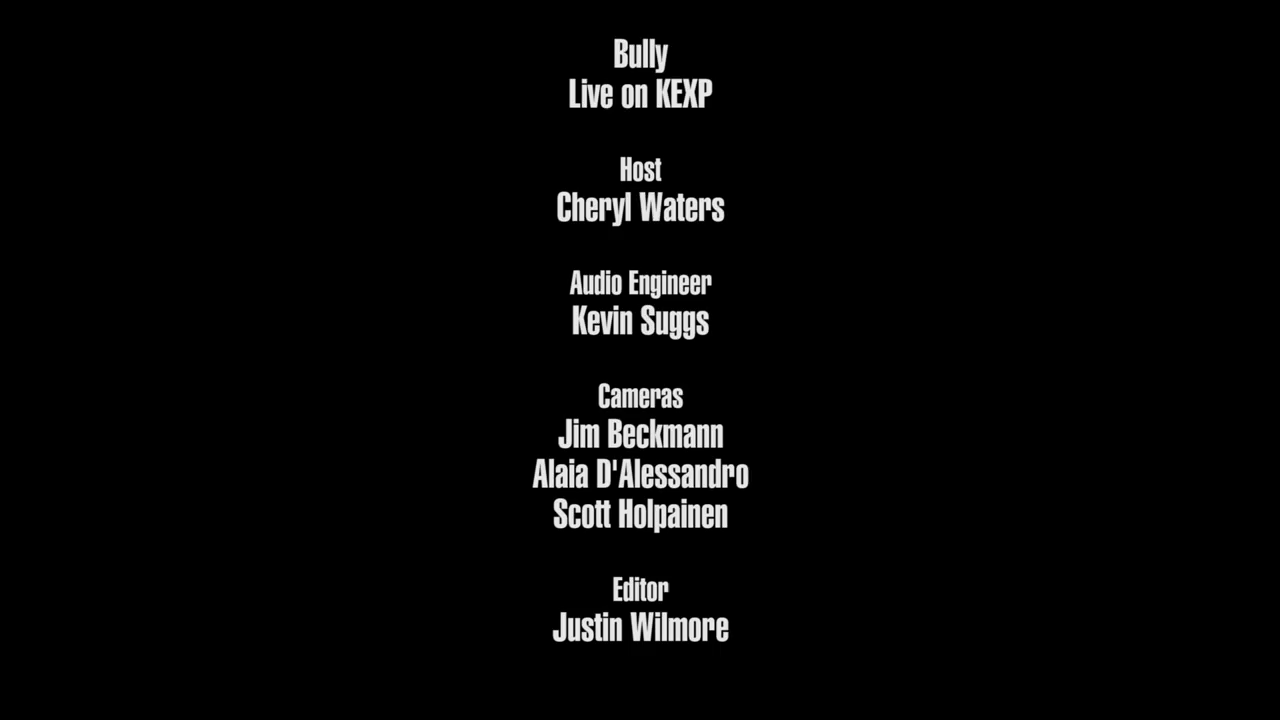 Bully
Live on KEXP
Host
Cheryl Waters
Audio Engineer
Kevin Suggs
Cameras
Jim Beckmann
Alaia D'Alessandro
Scott Holpainen
Editor
Justin Wilmore